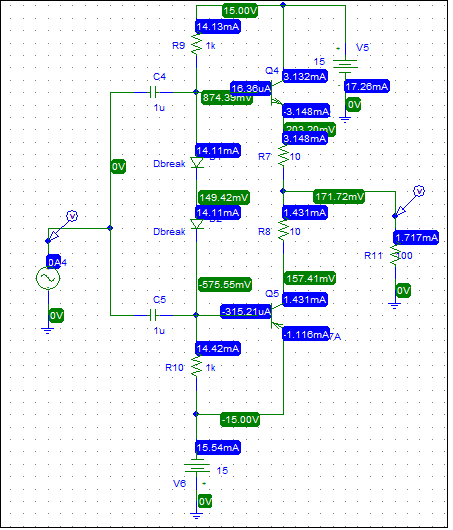 15.00V
14.13mA
R9
1k
V5
15
C4
Q4
3.132mA
16.36uA
17.26mA
874.39mV
-3.148mA
0V
1u
203.20mV
3.148mA
14.11mA
R7
10
Dbreak
0V
149.42mV
171.72mV
14.11mA
1.431mA
V
V
Dbreak
R8
10
1.717mA
0A
4
R11
100
-575.55mV
157.41mV
C5
Q5
1.431mA
0V
-315.21uA
0V
1u
-1.116mA
7A
14.42mA
R10
1k
-15.00V
15.54mA
15
V6
0V